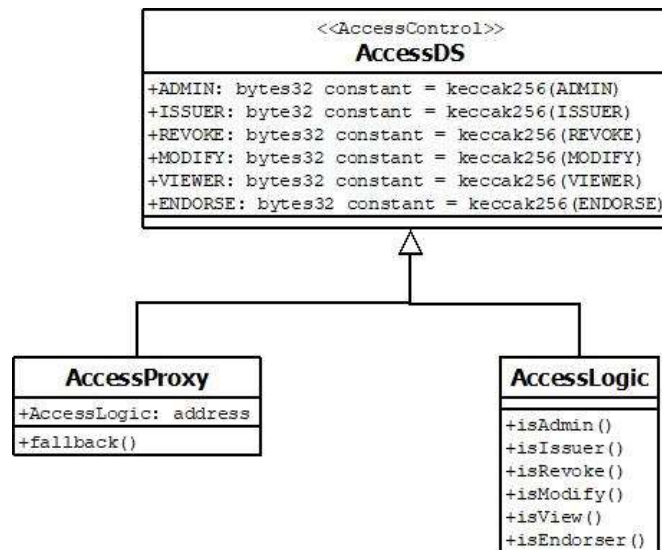 <<AccessControl>>
AccessDS
+ADMIN: bytes32 constant = keccak256(ADMIN)
+ISSUER: bytes32 constant = keccak256(ISSUER)
+REVOKE: bytes32 constant = keccak256(REVOKE)
+MODIFY: bytes32 constant = keccak256(MODIFY)
+VIEWER: bytes32 constant = keccak256(VIEWER)
+ENDORSE: bytes32 constant = keccak256(ENDORSE)
AccessProxy
+AccessLogic: address
+fallback()
AccessLogic
+isAdmin()
+isIssuer()
+isRevoke()
+isModify()
+isView()
+isEndorser()